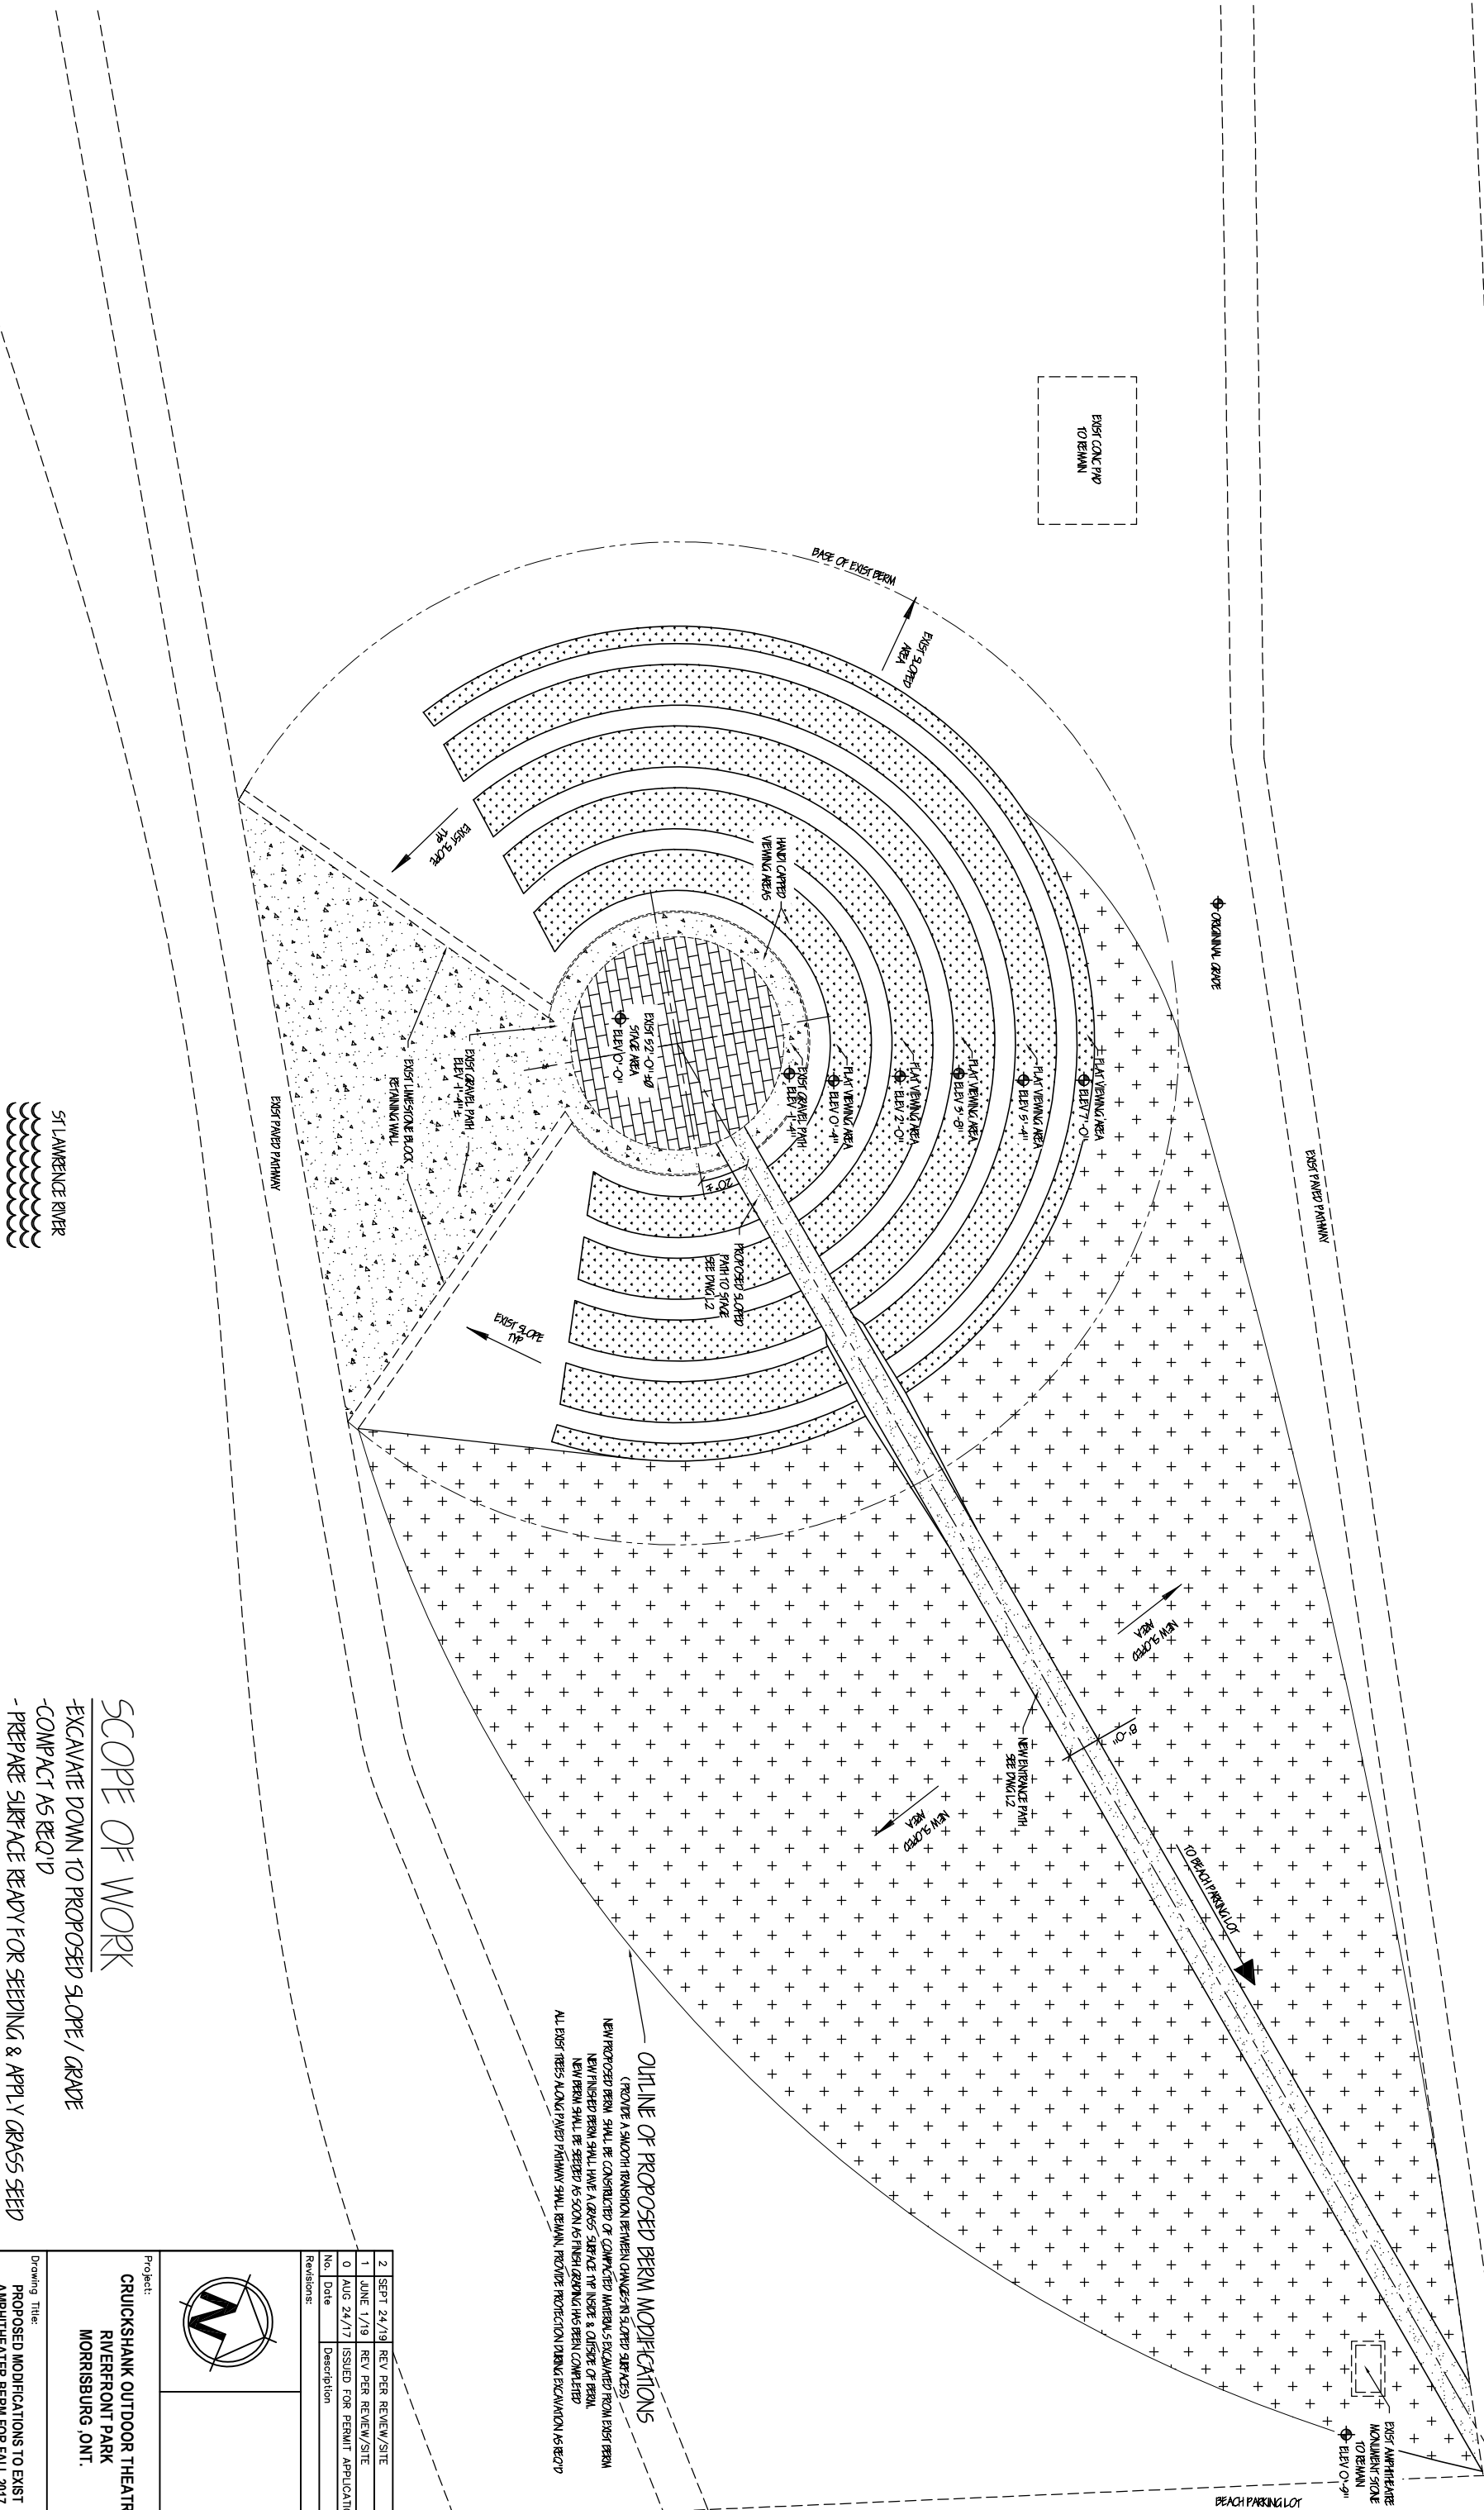 EXIST CONC. PAD
TO REMAIN
BASE OF EXIST BERM
EXIST SLOPED
AREA
ORIGINAL GRADE
EXIST PAVED PATHWAY
HANDI CAPPED
VIEWING AREAS
EXIST SLOPE
TYP
FLAT VIEWING AREA
ELEV 7'-0"
FLAT VIEWING AREA
FLAT VIEWING AREA
FLAT VIEWING AREA
ELEV 2'-0"
FLAT VIEWING AREA
ELEV 0'-4"
EXIST GRAVEL PATH
ELEV -1'-4"
STAGE AREA
ELEV 0'-0"
EXIST GRAVEL PATH
ELEV -1'-4" ±
EXIST LIMESTONE BLOCK
RETAINING WALL
EXIST PAVED PATHWAY
ST LAWRENCE RIVER
20' ±
PROPOSED SLOPED
PATH TO STAGE
SEE DWG L2
EXIST SLOPE
TYP
NEW SLOPED
AREA
8'-0"
NEW ENTRANCE PATH
SEE DWG L2
NEW SLOPED
AREA
TO BEACH PARKING LOT
EXIST AMPHITHEATRE
MONUMENT STONE
TO REMAIN
ELEV 0'-9"
BEACH PARKING LOT
OUTLINE OF PROPOSED BERM MODIFICATIONS
(PROVIDE A SMOOTH TRANSITION BETWEEN CHANGES IN SLOPED SURFACES)
NEW PROPOSED BERM SHALL BE CONSTRUCTED OF COMPACTED MATERIALS EXCAVATED FROM EXIST BERM
NEW FINISHED BERM SHALL HAVE A GRASS SURFACE TYP INSIDE & OUTSIDE OF BERM.
NEW BERM SHALL BE SEEDED AS SOON AS FINISH GRADING HAS BEEN COMPLETED
ALL EXIST TREES ALONG PAVED PATHWAY SHALL REMAIN, PROVIDE PROTECTION DURING EXCAVATION AS REQ'D
SCOPE OF WORK
-EXCAVATE DOWN TO PROPOSED SLOPE / GRADE
-COMPACT AS REQ'D
- PREPARE SURFACE READY FOR SEEDING & APPLY GRASS SEED
2 SEPT 24/19 REV PER REVIEW/SITE
1 JUNE 1/19 REV PER REVIEW/SITE
0 AUG 24/17 ISSUED FOR PERMIT APPLICATI
No. Date Description
Revisions:
N
Project:
CRUICKSHANK OUTDOOR THEATR
RIVERFRONT PARK
MORRISBURG ,ONT.
Drawing Title:
PROPOSED MODIFICATIONS TO EXIST
AMPHITHEATER BERM FOR FALL 2017